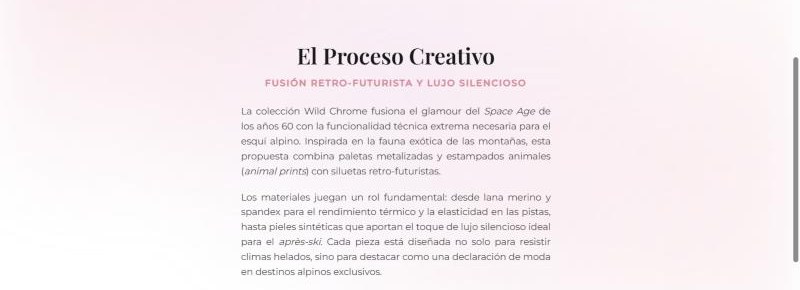 El Proceso Creativo
FUSIÓN RETRO-FUTURISTA Y LUJO SILENCIOSO
La colección Wild Chrome fusiona el glamour del Space Age de
los años 60 con la funcionalidad técnica extrema necesaria para el
esquí alpino. Inspirada en la fauna exótica de las montañas, esta
propuesta combina paletas metalizadas y estampados animales
(animal prints) con siluetas retro-futuristas.
Los materiales juegan un rol fundamental: desde lana merino y
spandex para el rendimiento térmico y la elasticidad en las pistas,
hasta pieles sintéticas que aportan el toque de lujo silencioso ideal
para el après-ski. Cada pieza está diseñada no solo para resistir
climas helados, sino para destacar como una declaración de moda
en destinos alpinos exclusivos.